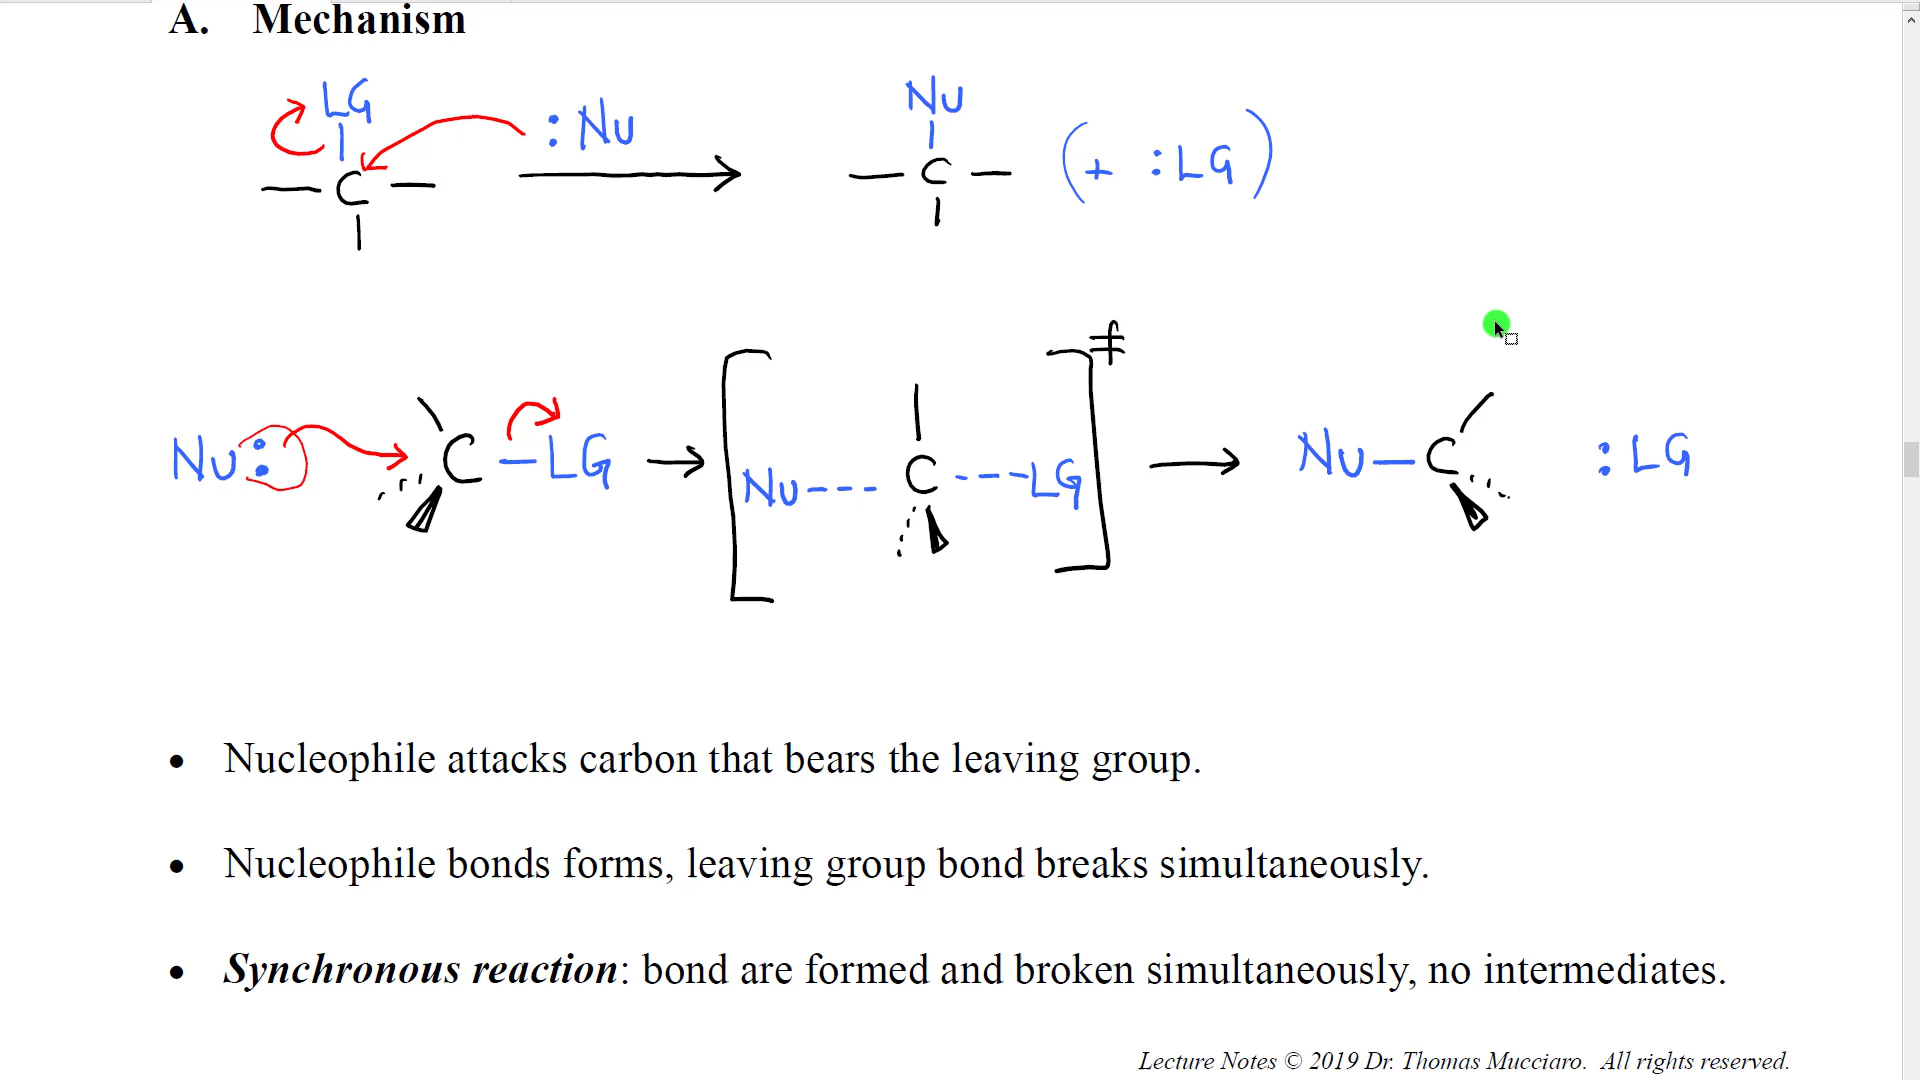 A. Mechanism
LG
:Nu
C
Nu
C
(+ :LG)
Nu: C-LG
[Nu---C---LG]‡
Nu-C :LG
• Nucleophile attacks carbon that bears the leaving group.
• Nucleophile bonds forms, leaving group bond breaks simultaneously.
• Synchronous reaction: bond are formed and broken simultaneously, no intermediates.
Lecture Notes © 2019 Dr. Thomas Mucciaro. All rights reserved.